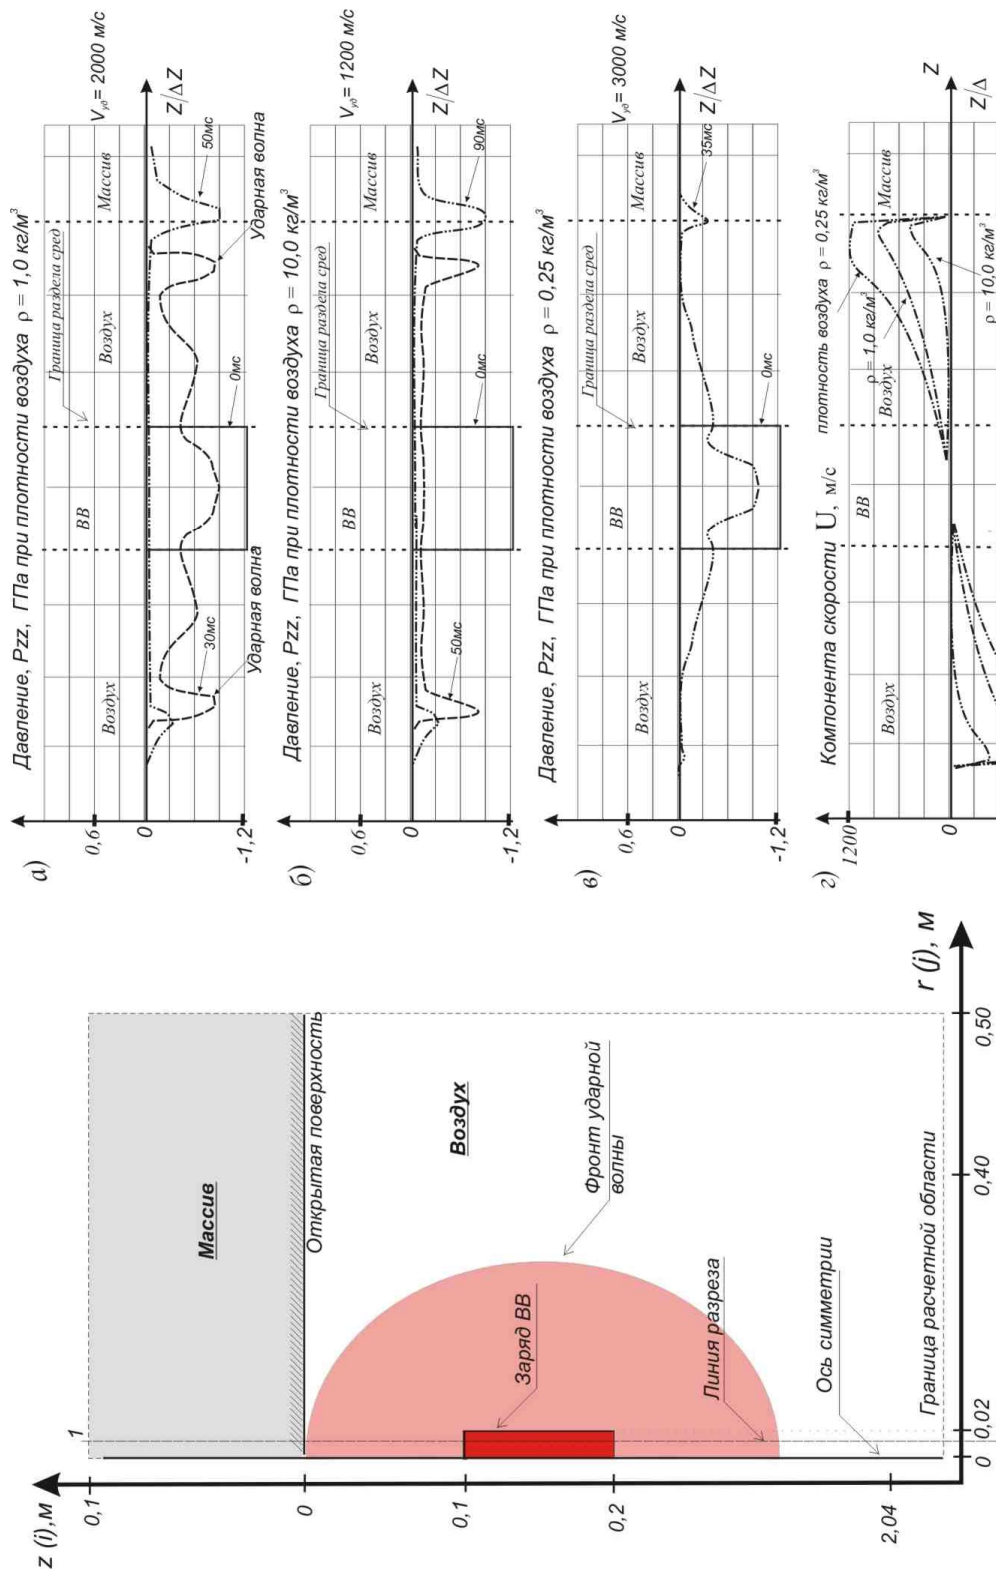 z (i),м
0,1
0
0,1
0,2
2,04
1
Массив
Открытая поверхность
Воздух
Фронт ударной
волны
Заряд ВВ
Линия разреза
Ось симметрии
Граница расчетной области
0
0,02
0,40
0,50
r (j), м
а)
Давление, Pzz, ГПа при плотности воздуха ρ = 1,0 кг/м³
Vуд= 2000 м/с
0,6
0
-1,2
Воздух
ВВ
Граница раздела сред
Воздух
Массив
Z/ΔZ
30мс
Ударная волна
0мс
50мс
Ударная волна
б)
Давление, Pzz, ГПа при плотности воздуха ρ = 10,0 кг/м³
Vуд= 1200 м/с
0,6
0
-1,2
Воздух
ВВ
Граница раздела сред
Воздух
Массив
Z/ΔZ
50мс
0мс
90мс
в)
Давление, Pzz, ГПа при плотности воздуха ρ = 0,25 кг/м³
Vуд= 3000 м/с
0,6
0
-1,2
Воздух
ВВ
Граница раздела сред
Воздух
Массив
Z/ΔZ
0мс
35мс
г)
Компонента скорости U, м/с
плотность воздуха ρ = 0,25 кг/м³
1200
0
Воздух
ВВ
Воздух
Массив
ρ = 1,0 кг/м³
ρ = 10,0 кг/м³
Z
Z/Δ